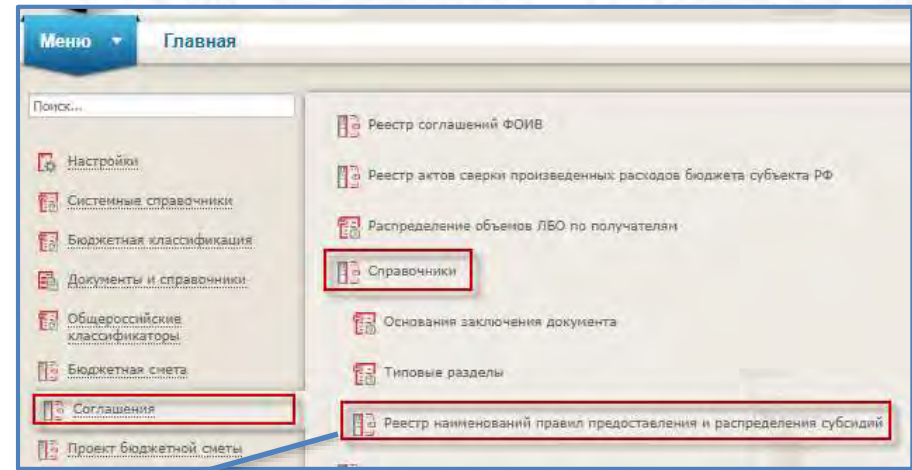 Меню
Главная
Поиск...
Настройки
Системные справочники
Бюджетная классификация
Документы и справочники
Общероссийские
классификаторы
Бюджетная смета
Соглашения
Проект бюджетной сметы
Реестр соглашений ФОИВ
Реестр актов сверки произведенных расходов бюджета субъекта РФ
Распределение объемов ЛБО по получателям
Справочники
Основания заключения документа
Типовые разделы
Реестр наименований правил предоставления и распределения субсидий